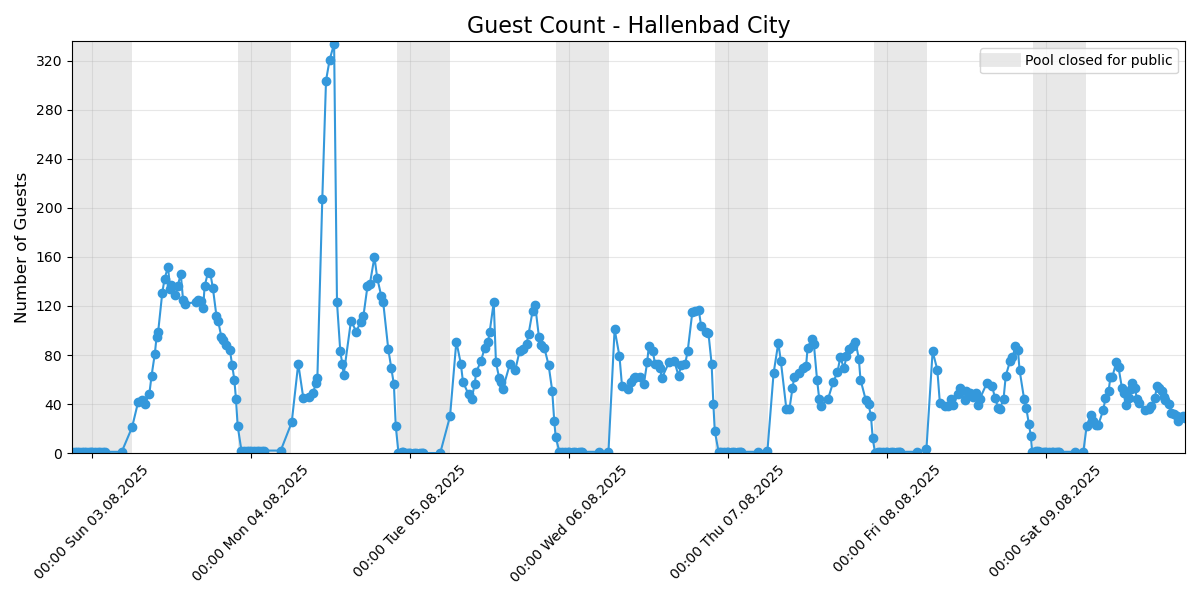 Guest Count - Hallenbad City
Pool closed for public
Number of Guests
320
280
240
200
160
120
80
40
0
00:00 Sun 03.08.2025
00:00 Mon 04.08.2025
00:00 Tue 05.08.2025
00:00 Wed 06.08.2025
00:00 Thu 07.08.2025
00:00 Fri 08.08.2025
00:00 Sat 09.08.2025